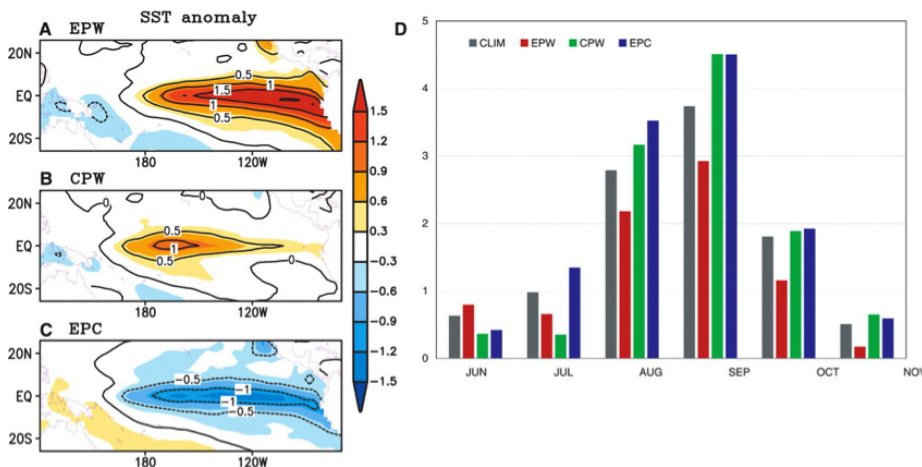 SST anomaly
A EPW
20N
EQ
20S
0.5
1
1.5
1
0.5
180 120W
B CPW
20N
EQ
20S
0
0
0.5
1
0.5
0
180 120W
C EPC
20N
EQ
20S
-0.5
-1
-1
-0.5
180 120W
1.5
1.2
0.9
0.6
0.3
-0.3
-0.6
-0.9
-1.2
-1.5
D
CLIM EPW CPW EPC
5
4
3
2
1
0
JUN JUL AUG SEP OCT NOV